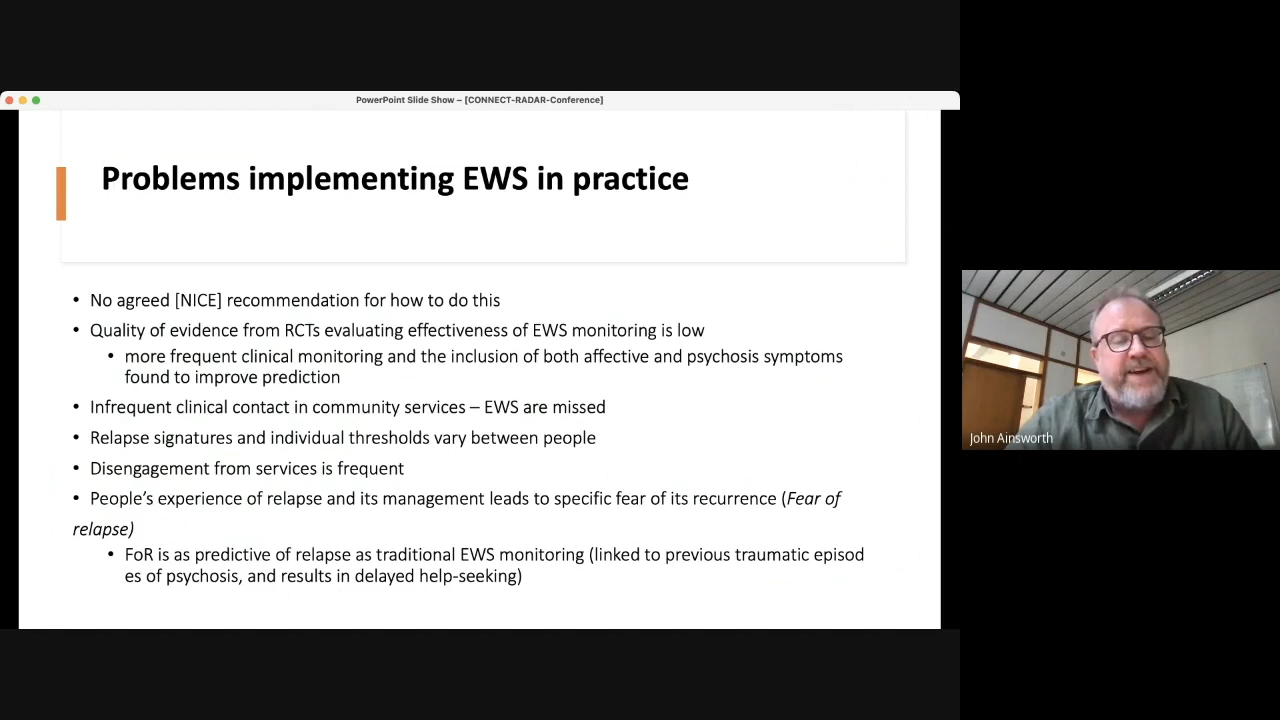 PowerPoint Slide Show – [CONNECT-RADAR-Conference]
Problems implementing EWS in practice
• No agreed [NICE] recommendation for how to do this
• Quality of evidence from RCTs evaluating effectiveness of EWS monitoring is low
• more frequent clinical monitoring and the inclusion of both affective and psychosis symptoms
found to improve prediction
• Infrequent clinical contact in community services – EWS are missed
• Relapse signatures and individual thresholds vary between people
• Disengagement from services is frequent
• People’s experience of relapse and its management leads to specific fear of its recurrence (Fear of
relapse)
• FoR is as predictive of relapse as traditional EWS monitoring (linked to previous traumatic episod
es of psychosis, and results in delayed help-seeking)
John Ainsworth